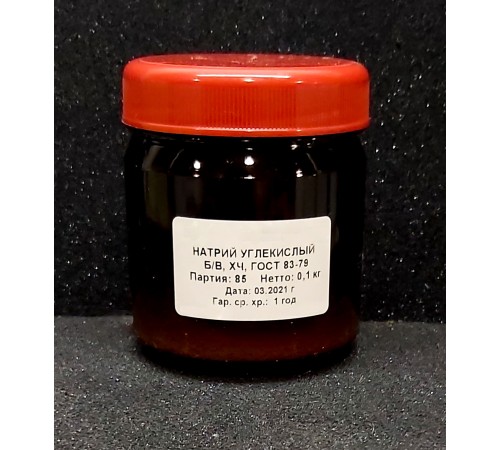 НАТРИЙ УГЛЕКИСЛЫЙ
Б/В, ХЧ, ГОСТ 83-79
Партия: 85 Нетто: 0,1 кг
Дата: 03.2021 г
Гар. ср. хр.: 1 год